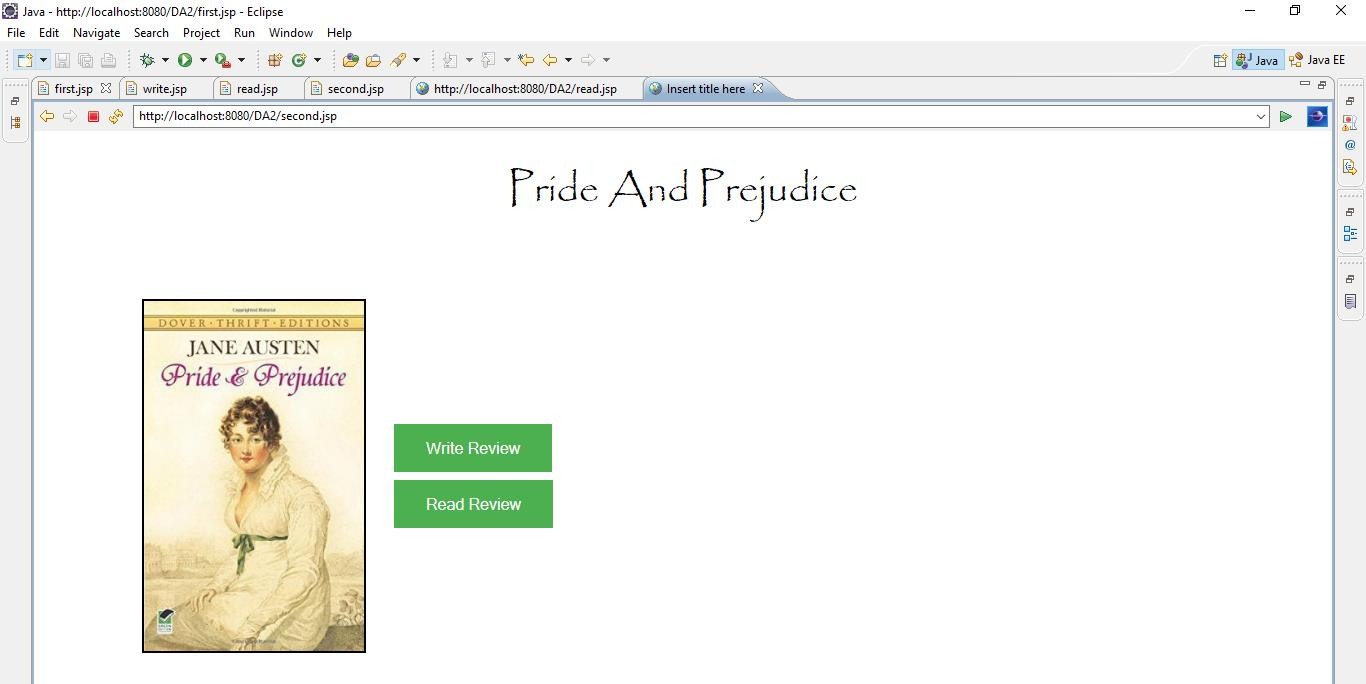 Java - http://localhost:8080/DA2/first.jsp - Eclipse
File Edit Navigate Search Project Run Window Help
Java Java EE
first.jsp write.jsp read.jsp second.jsp http://localhost:8080/DA2/read.jsp Insert title here
http://localhost:8080/DA2/second.jsp
Pride And Prejudice
Copyrighted Material
DOVER · THRIFT · EDITIONS
JANE AUSTEN
Pride & Prejudice
Write Review
Read Review